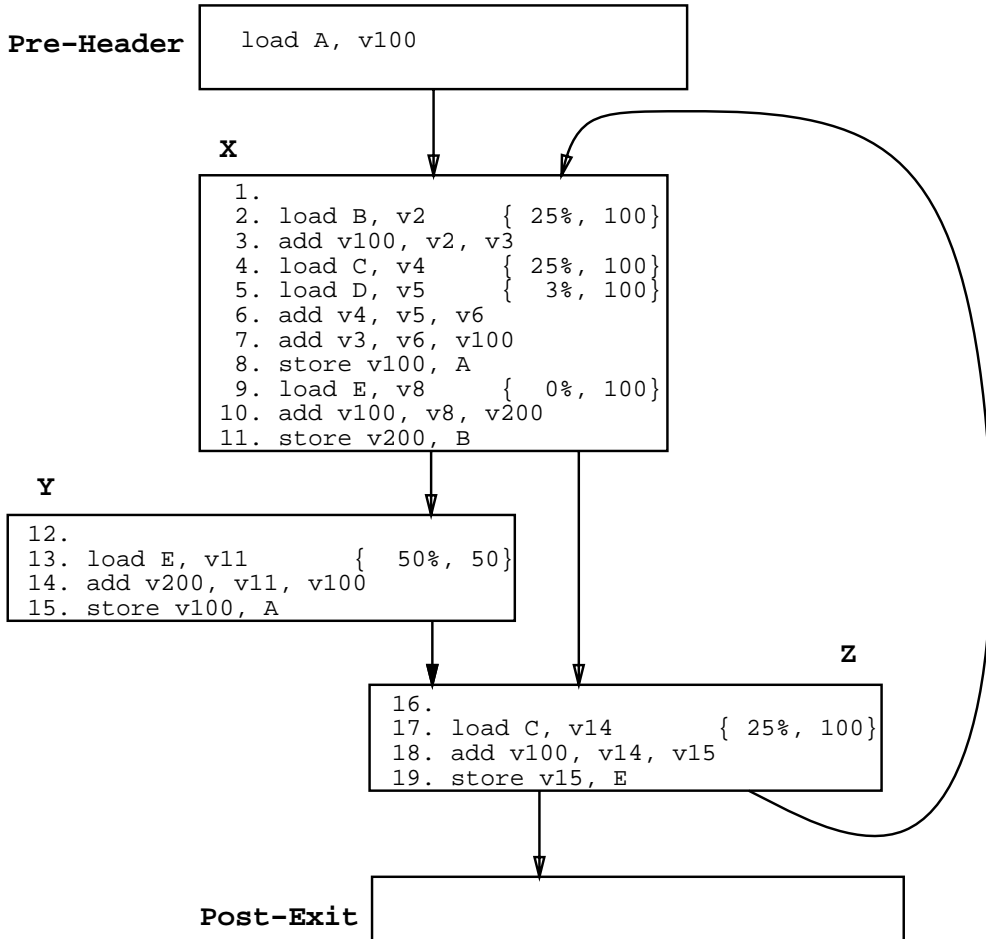 Pre-Header
load A, v100
X
1.
2. load B, v2 { 25%, 100}
3. add v100, v2, v3
4. load C, v4 { 25%, 100}
5. load D, v5 { 3%, 100}
6. add v4, v5, v6
7. add v3, v6, v100
8. store v100, A
9. load E, v8 { 0%, 100}
10. add v100, v8, v200
11. store v200, B
Y
12.
13. load E, v11 { 50%, 50}
14. add v200, v11, v100
15. store v100, A
Z
16.
17. load C, v14 { 25%, 100}
18. add v100, v14, v15
19. store v15, E
Post-Exit